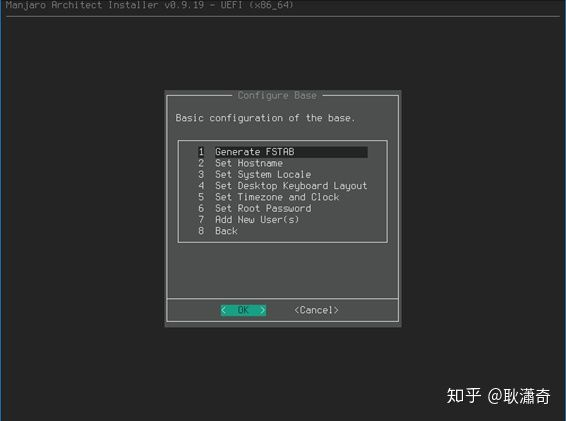 Manjaro Architect Installer v0.9.19 - UEFI (x86_64)
Configure Base
Basic configuration of the base.
1 Generate FSTAB
2 Set Hostname
3 Set System Locale
4 Set Desktop Keyboard Layout
5 Set Timezone and Clock
6 Set Root Password
7 Add New User(s)
8 Back
< OK > <Cancel>
知乎 @耿瀟奇